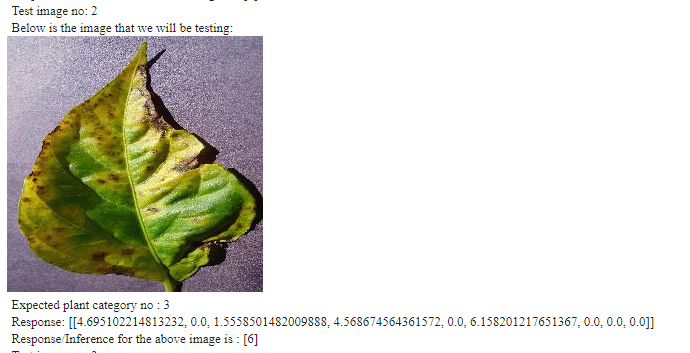 Test image no: 2
Below is the image that we will be testing:
Expected plant category no : 3
Response: [[4.695102214813232, 0.0, 1.5558501482009888, 4.568674564361572, 0.0, 6.158201217651367, 0.0, 0.0, 0.0]]
Response/Inference for the above image is : [6]